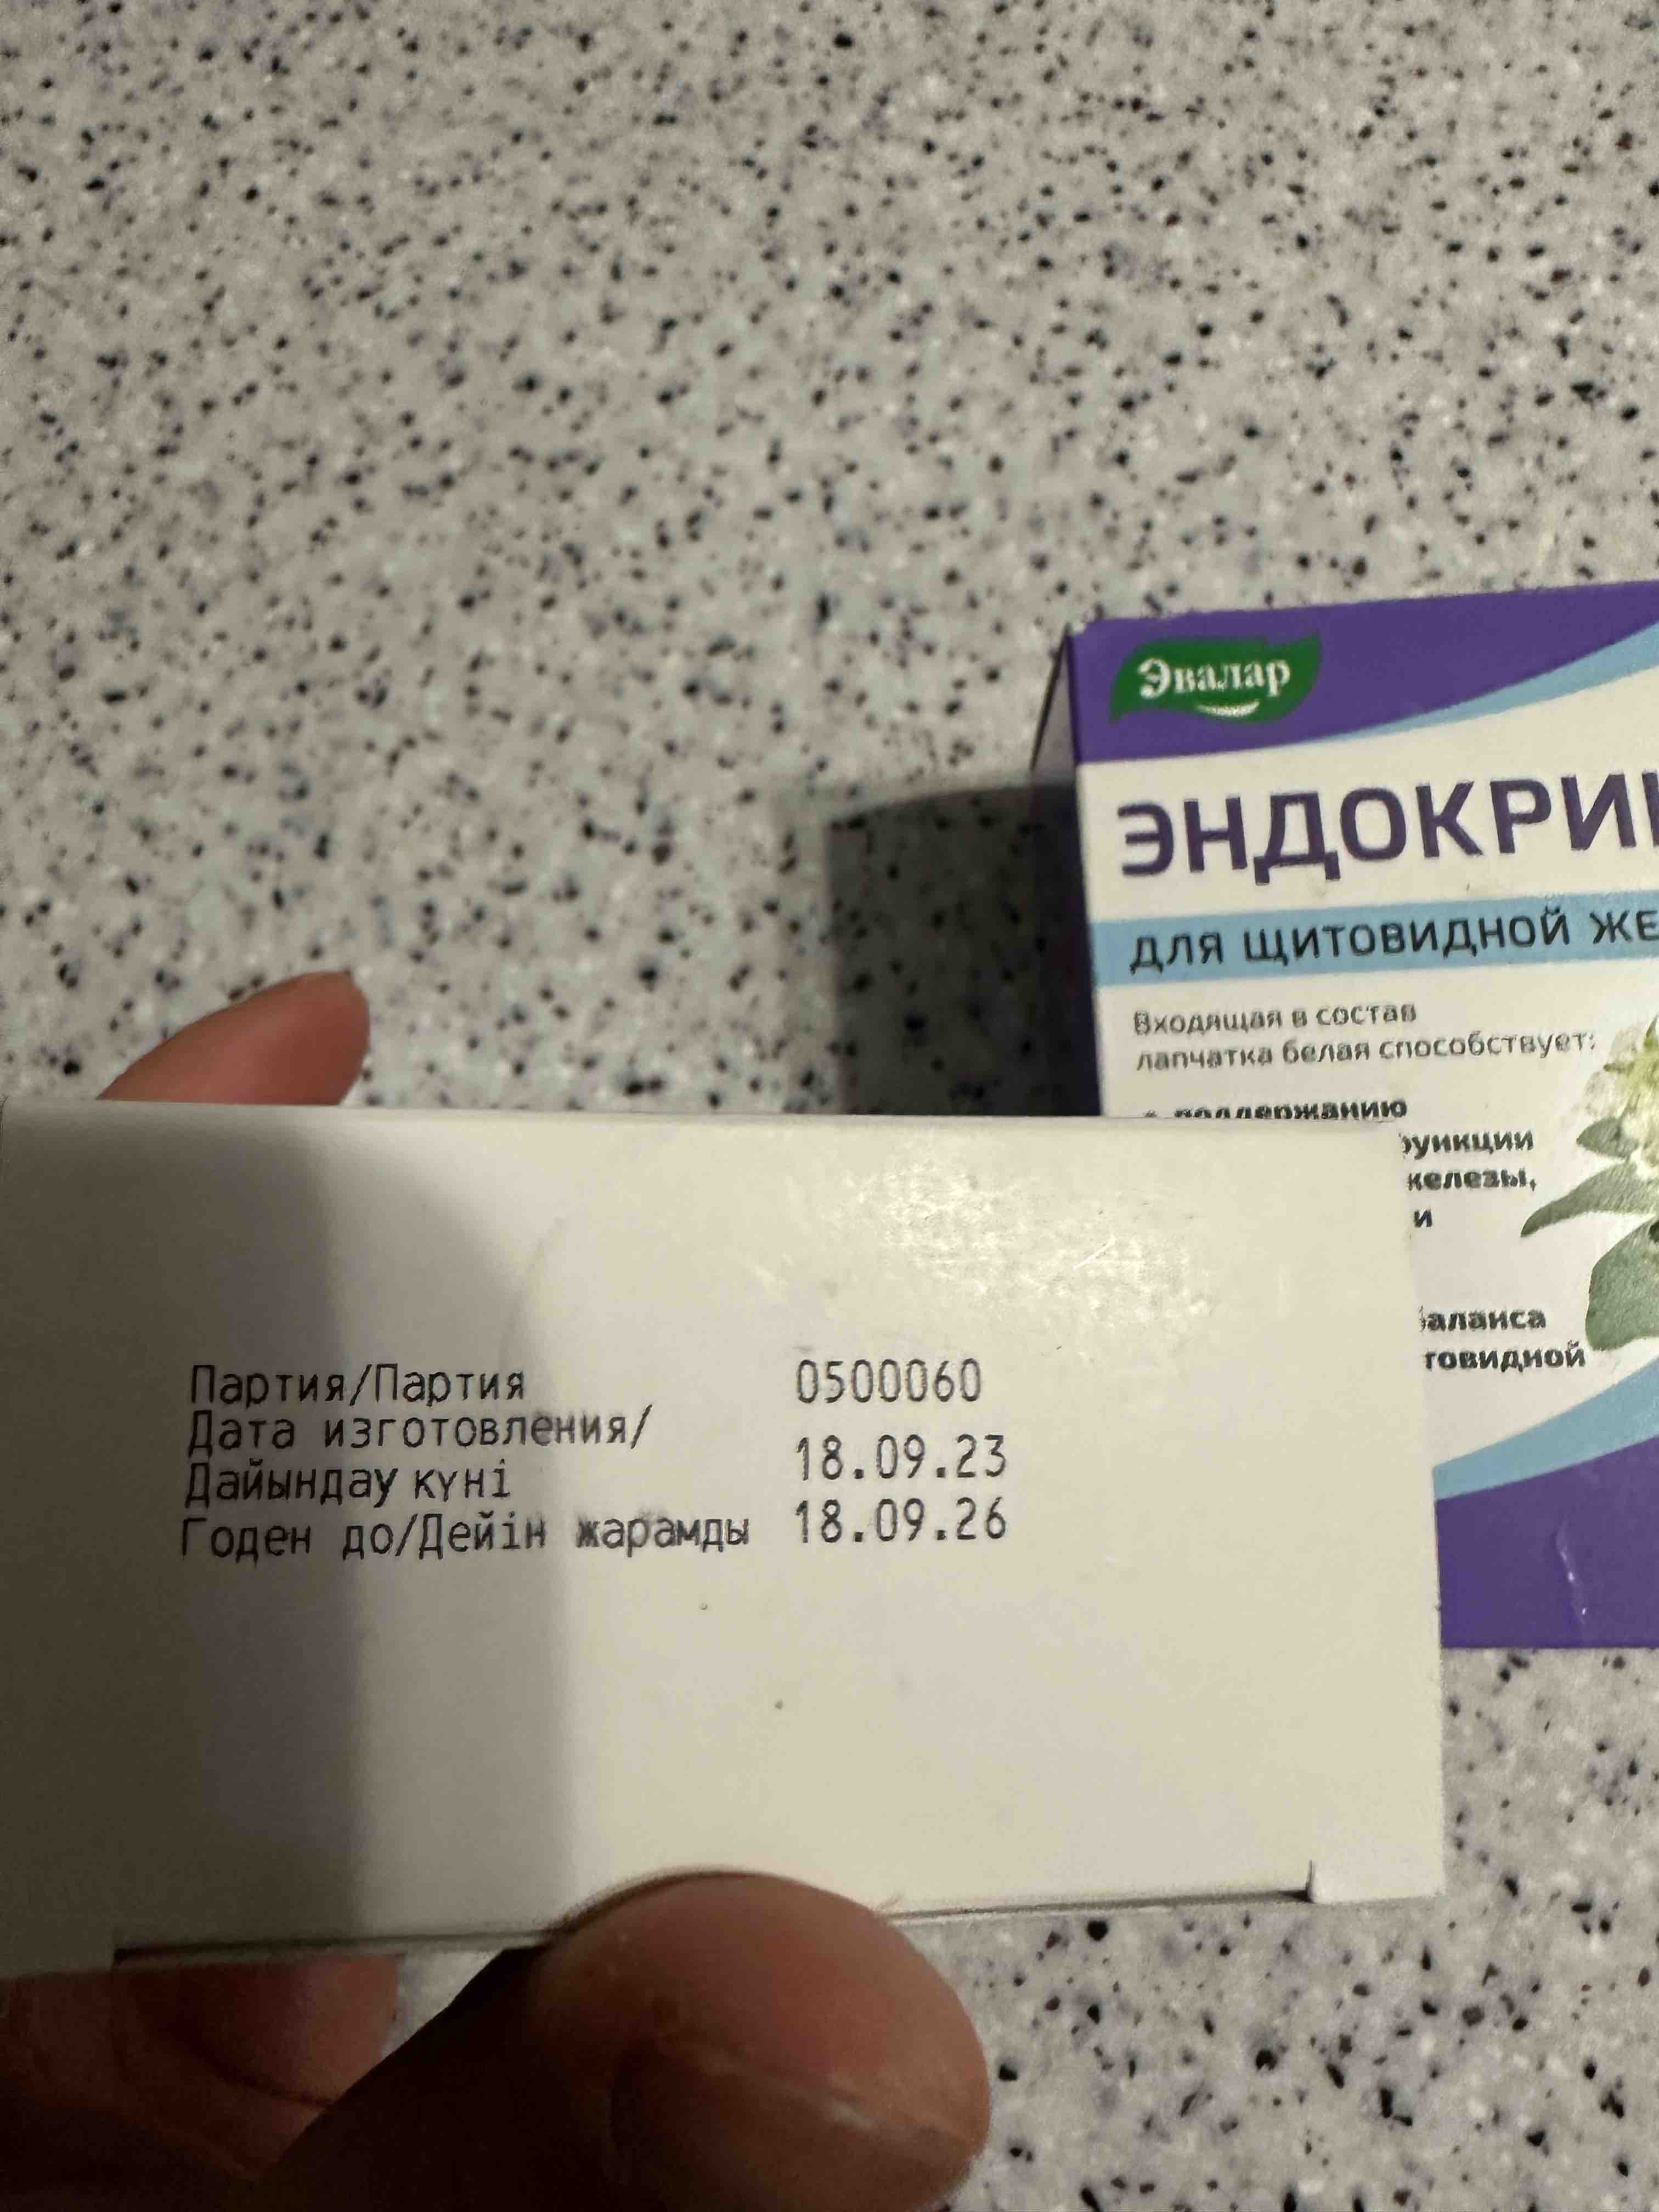 Эвалар
ЭНДОКРИН
ДЛЯ ЩИТОВИДНОЙ ЖЕ
Входящая в состав
лапчатка белая способствует:
• поддержанию
функции
железы,
и
баланса
товидной
Партия/Партия 0500060
Дата изготовления/
Дайындау күні 18.09.23
Годен до/Дейін жарамды 18.09.26